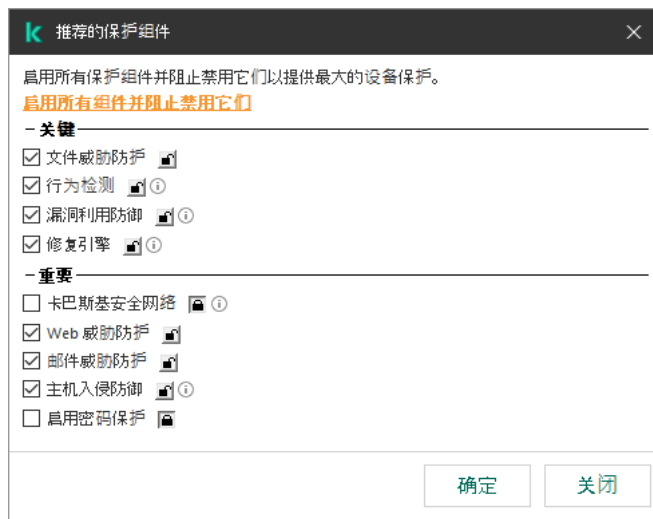 推荐的保护组件
启用所有保护组件并阻止禁用它们以提供最大的设备保护。
启用所有组件并阻止禁用它们
关键
文件威胁防护
行为检测
漏洞利用防御
修复引擎
重要
卡巴斯基安全网络
Web 威胁防护
邮件威胁防护
主机入侵防御
启用密码保护
确定
关闭